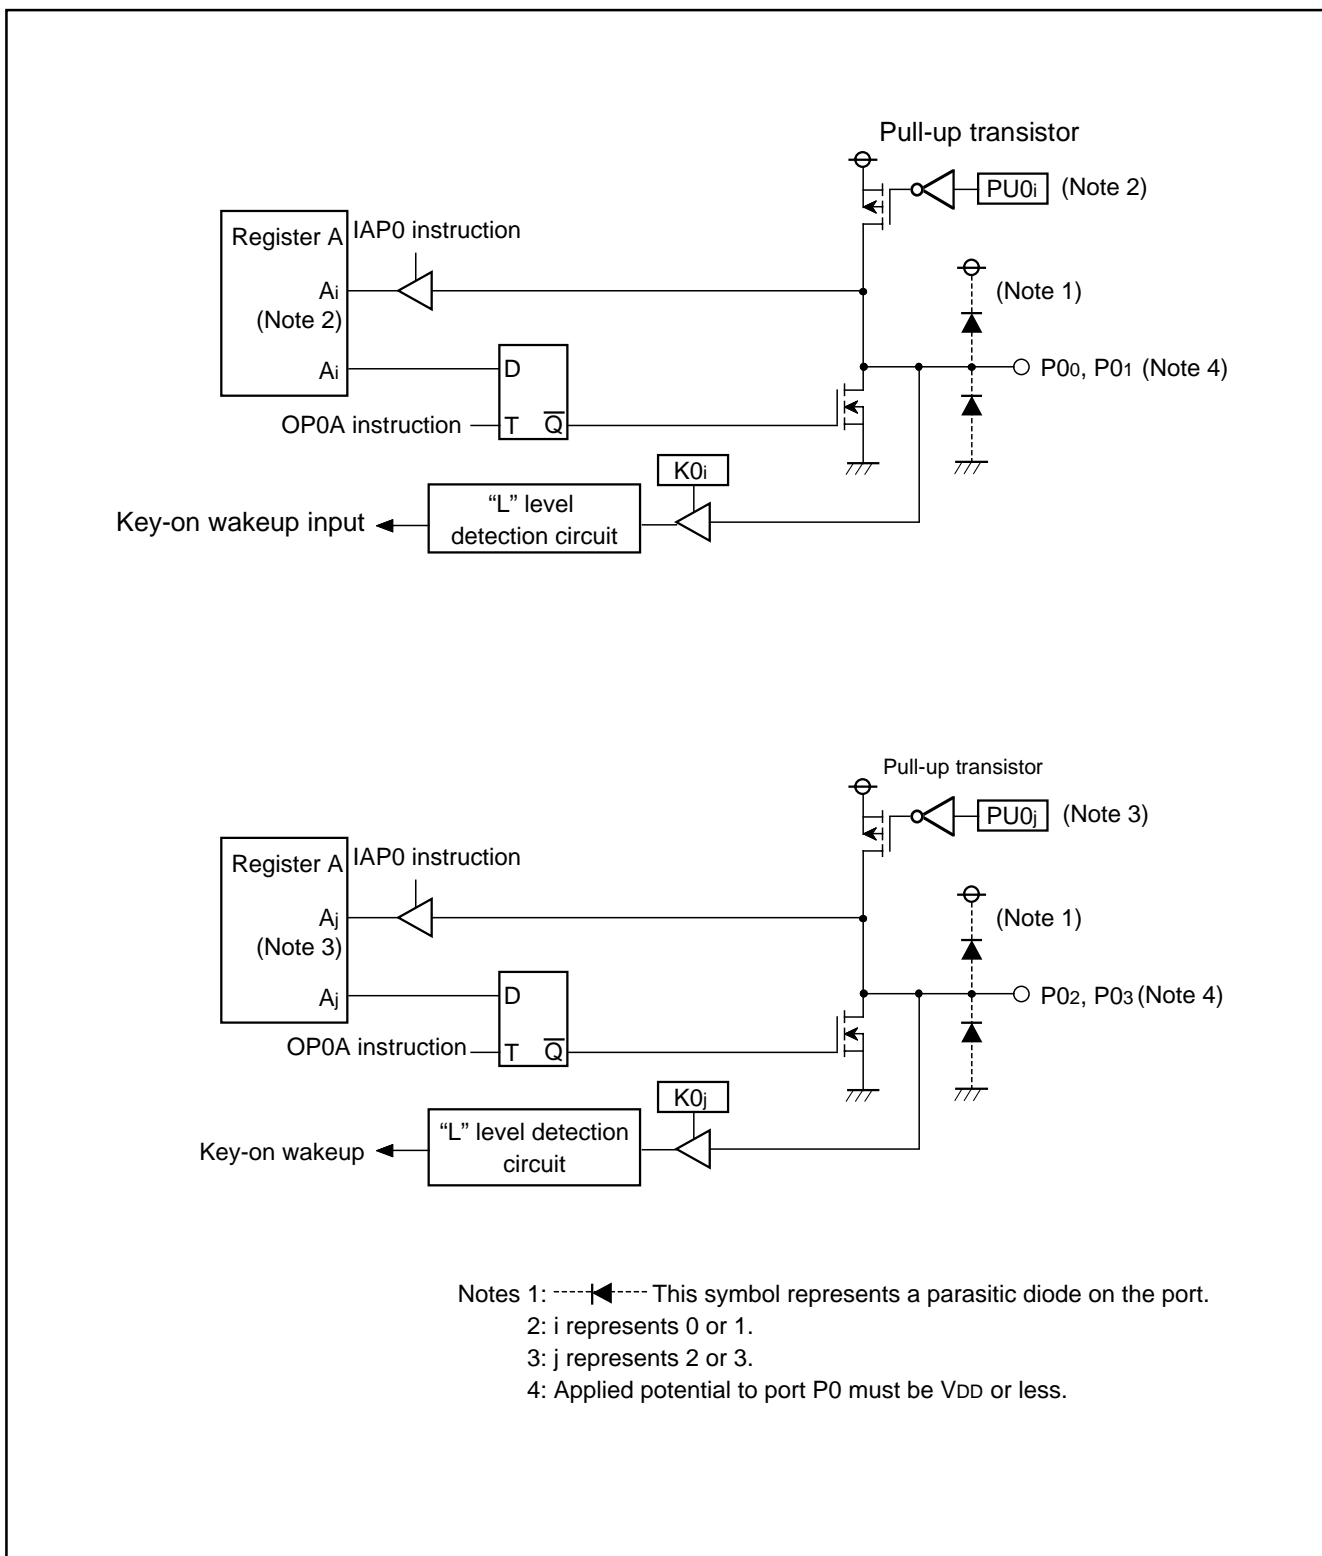 Pull-up transistor
PU0i (Note 2)
Register A
IAP0 instruction
Ai
(Note 2)
(Note 1)
Ai
D
P00, P01 (Note 4)
OP0A instruction
T Q̅
K0i
Key-on wakeup input
“L” level
detection circuit
Pull-up transistor
PU0j (Note 3)
Register A
IAP0 instruction
Aj
(Note 3)
(Note 1)
Aj
D
P02, P03 (Note 4)
OP0A instruction
T Q̅
K0j
Key-on wakeup
“L” level detection
circuit
Notes 1: This symbol represents a parasitic diode on the port.
2: i represents 0 or 1.
3: j represents 2 or 3.
4: Applied potential to port P0 must be VDD or less.